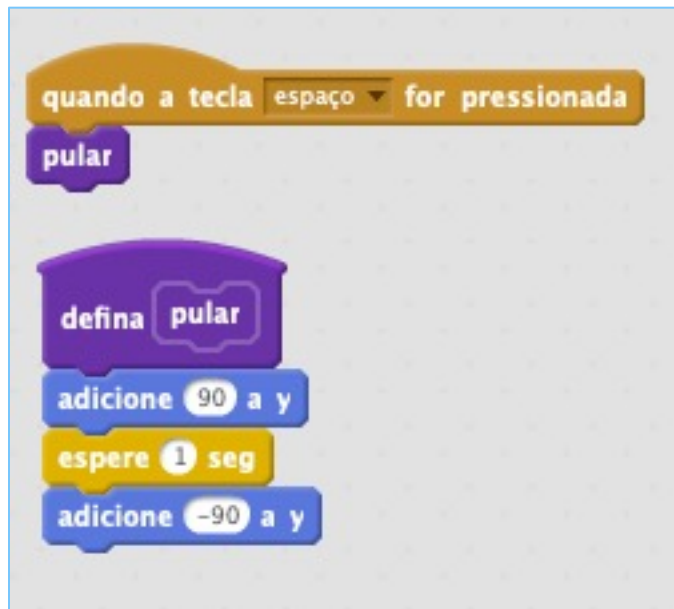 quando a tecla espaço for pressionada
pular
defina pular
adicione 90 a y
espere 1 seg
adicione -90 a y